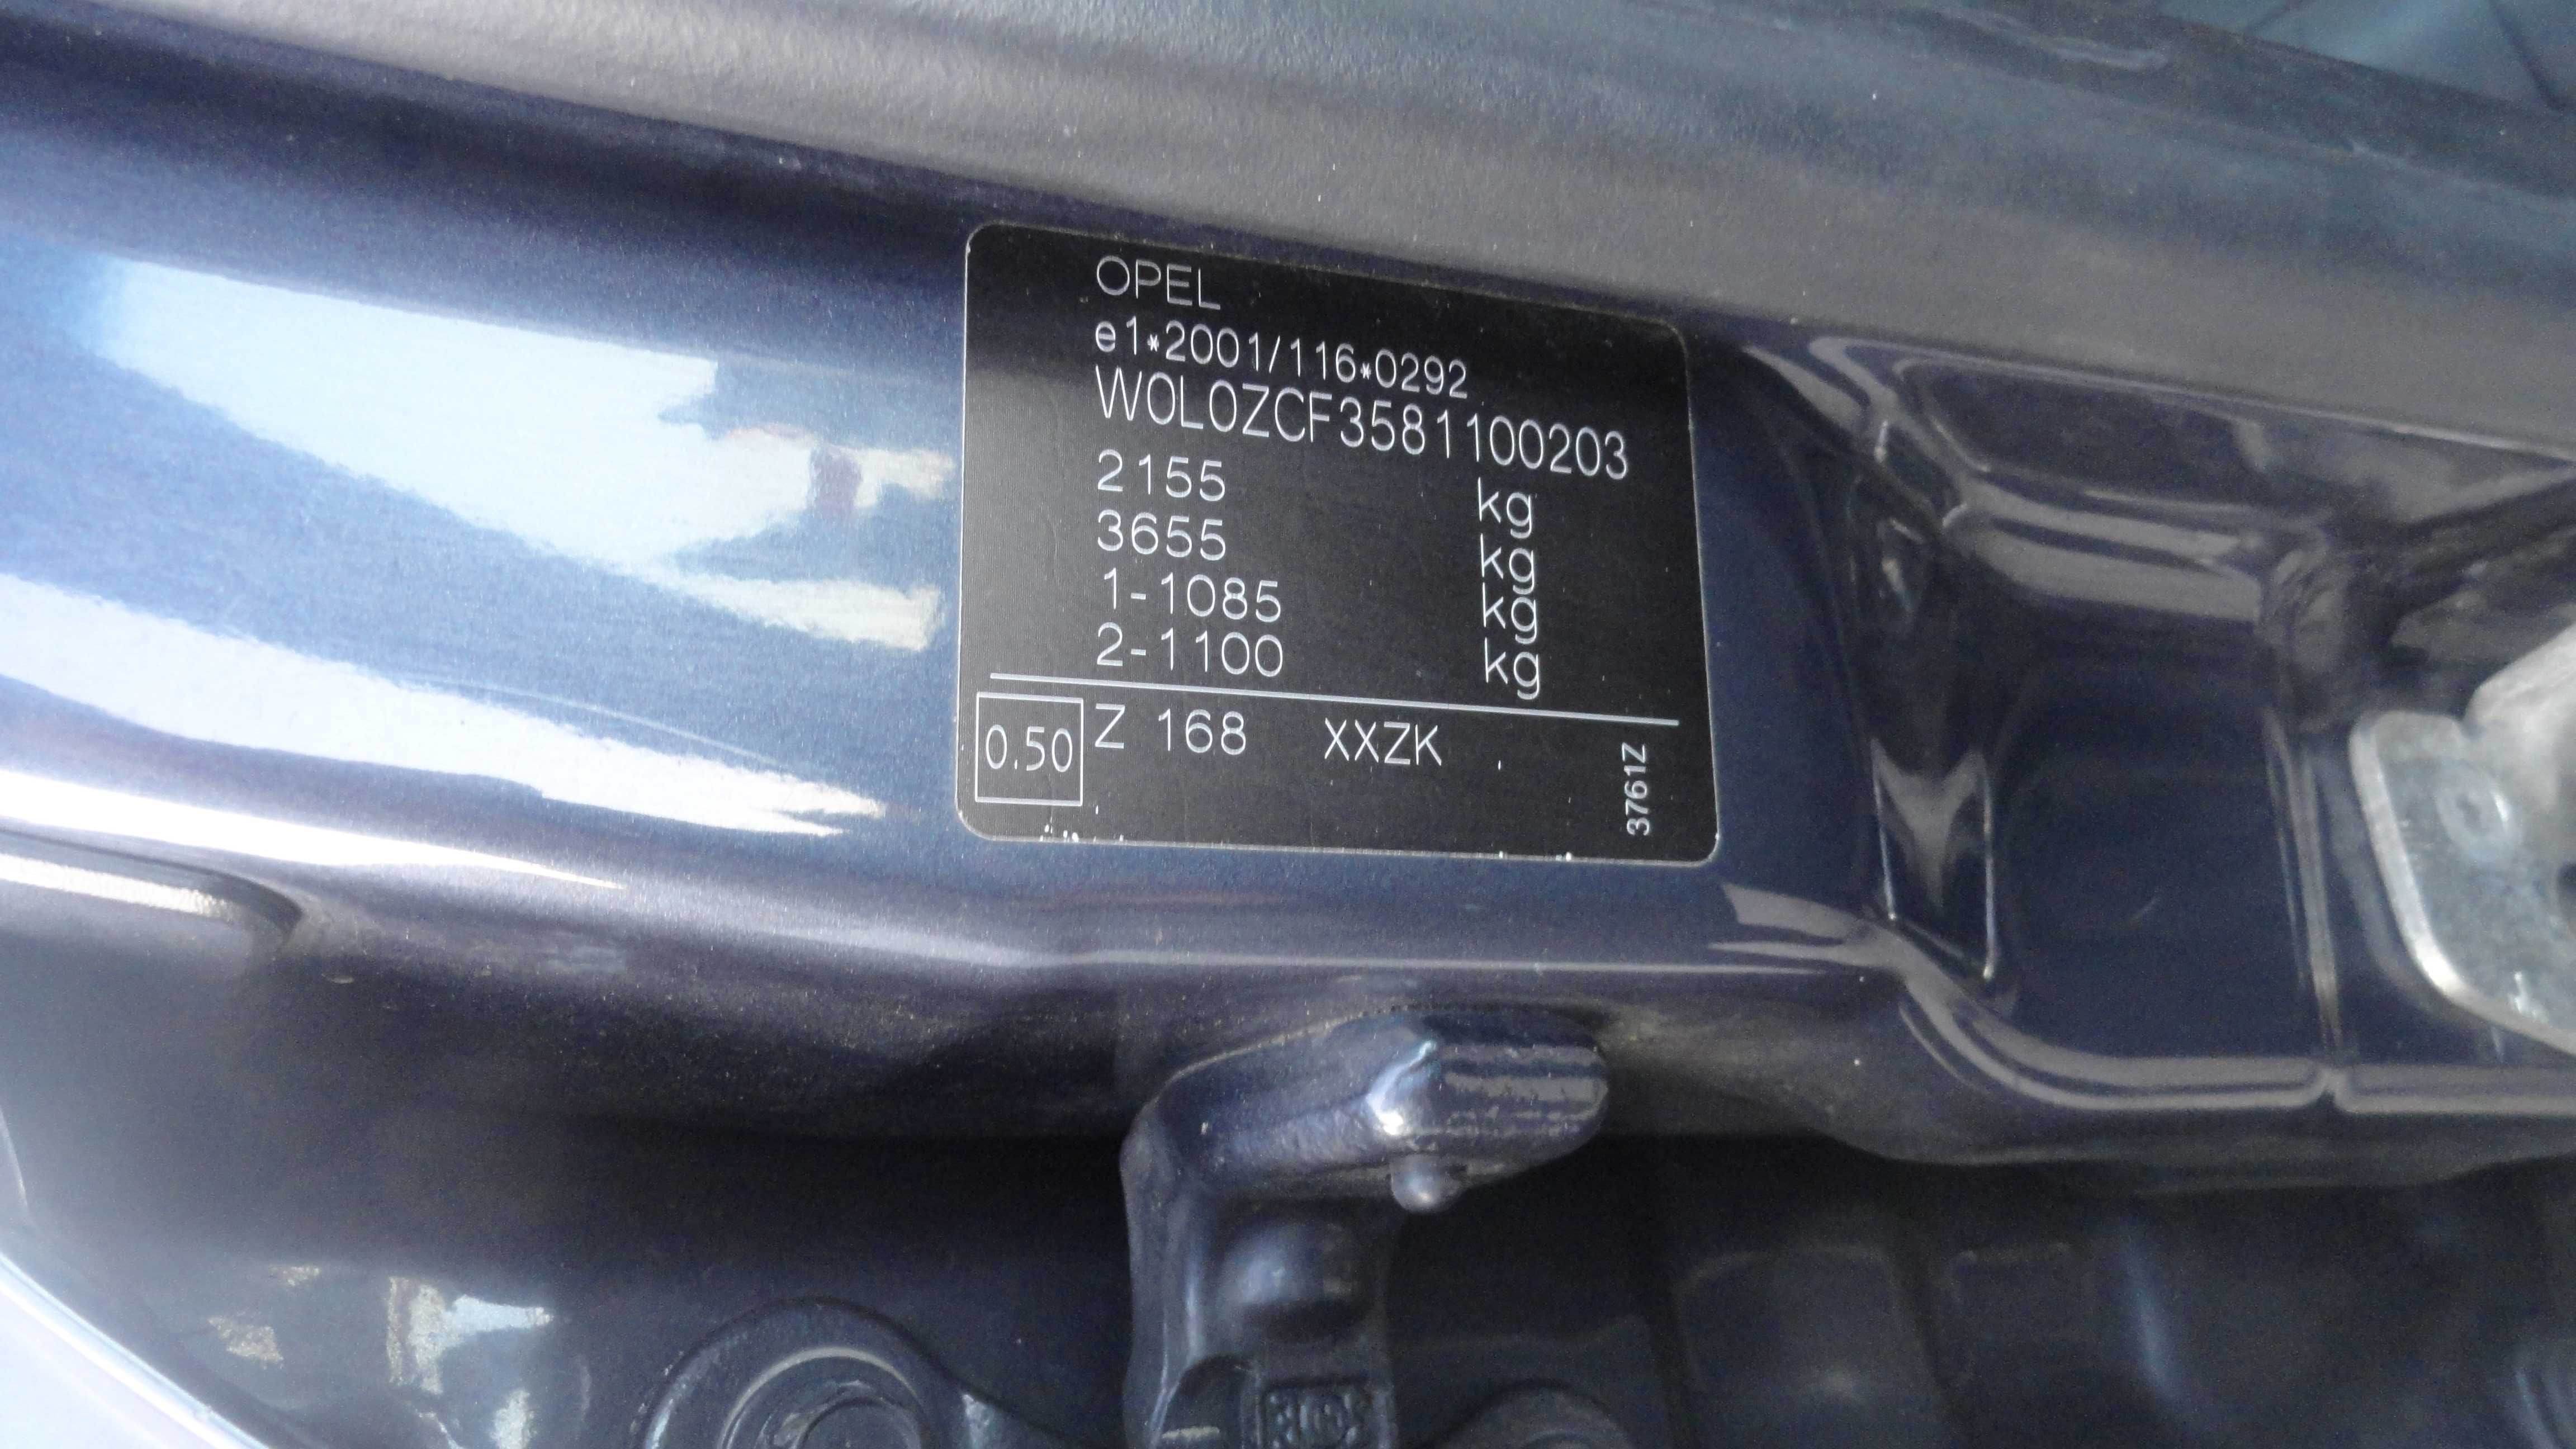 OPEL
e1*2001/116*0292
W0L0ZCF3581100203
2155 kg
3655 kg
1-1085 kg
2-1100 kg
0.50 Z 168 XXZK
3761Z